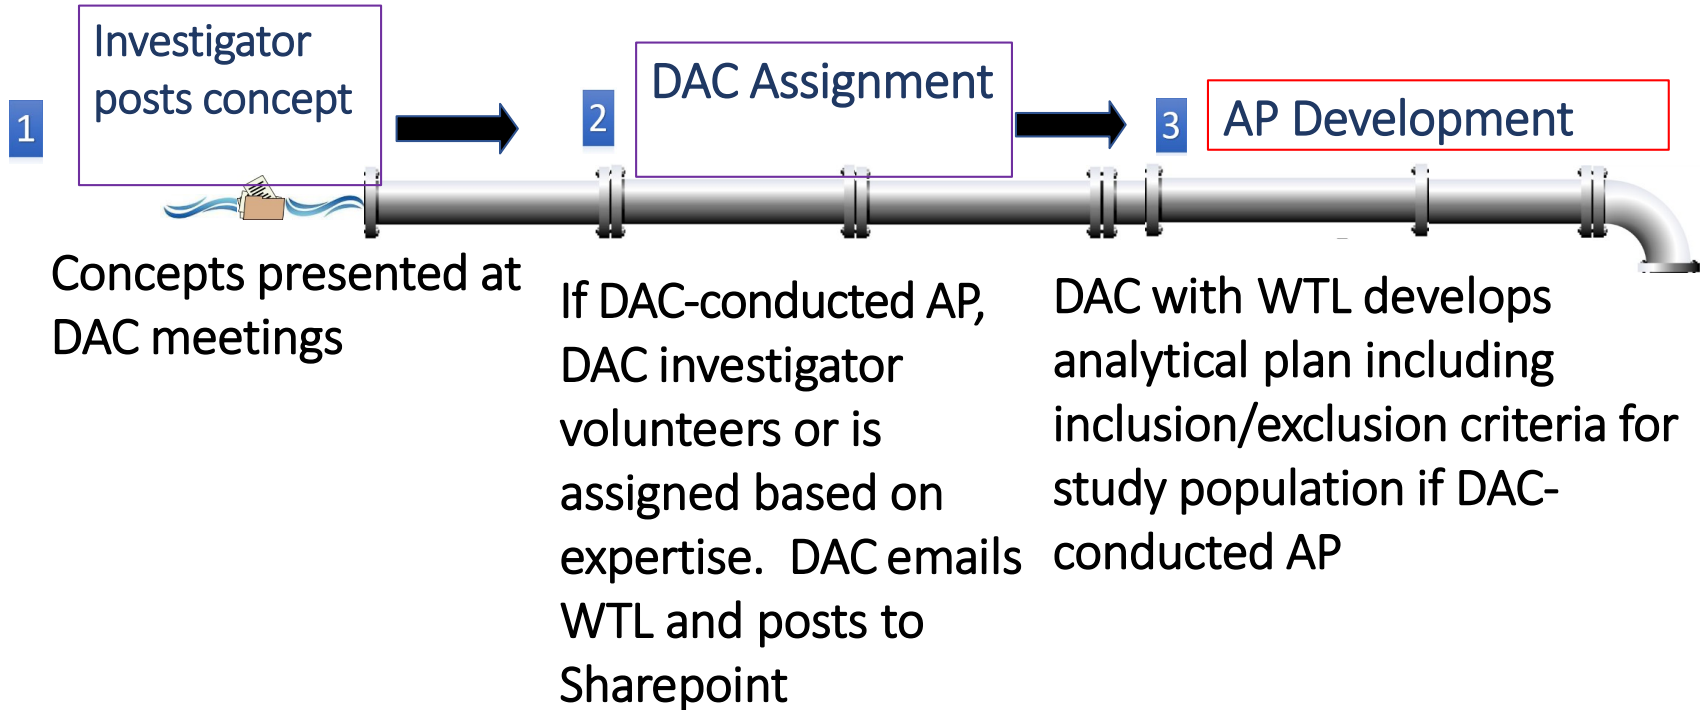 1
Investigator
posts concept
Concepts presented at
DAC meetings
2
DAC Assignment
If DAC-conducted AP,
DAC investigator
volunteers or is
assigned based on
expertise.  DAC emails
WTL and posts to
Sharepoint
3
AP Development
DAC with WTL develops
analytical plan including
inclusion/exclusion criteria for
study population if DAC-
conducted AP